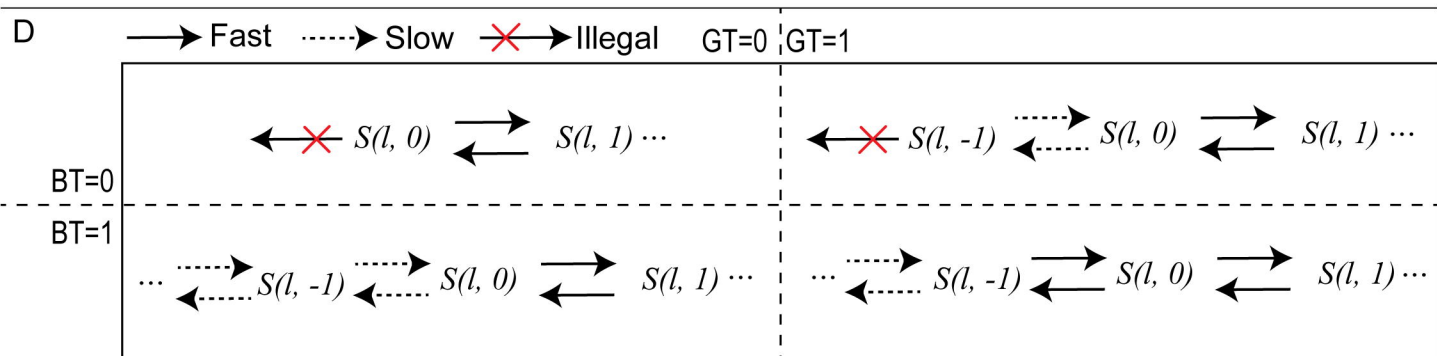 D
Fast Slow Illegal GT=0 GT=1
S(l, 0) S(l, 1) ··· S(l, -1) S(l, 0) S(l, 1) ···
BT=0
BT=1
··· S(l, -1) S(l, 0) S(l, 1) ··· ··· S(l, -1) S(l, 0) S(l, 1) ···